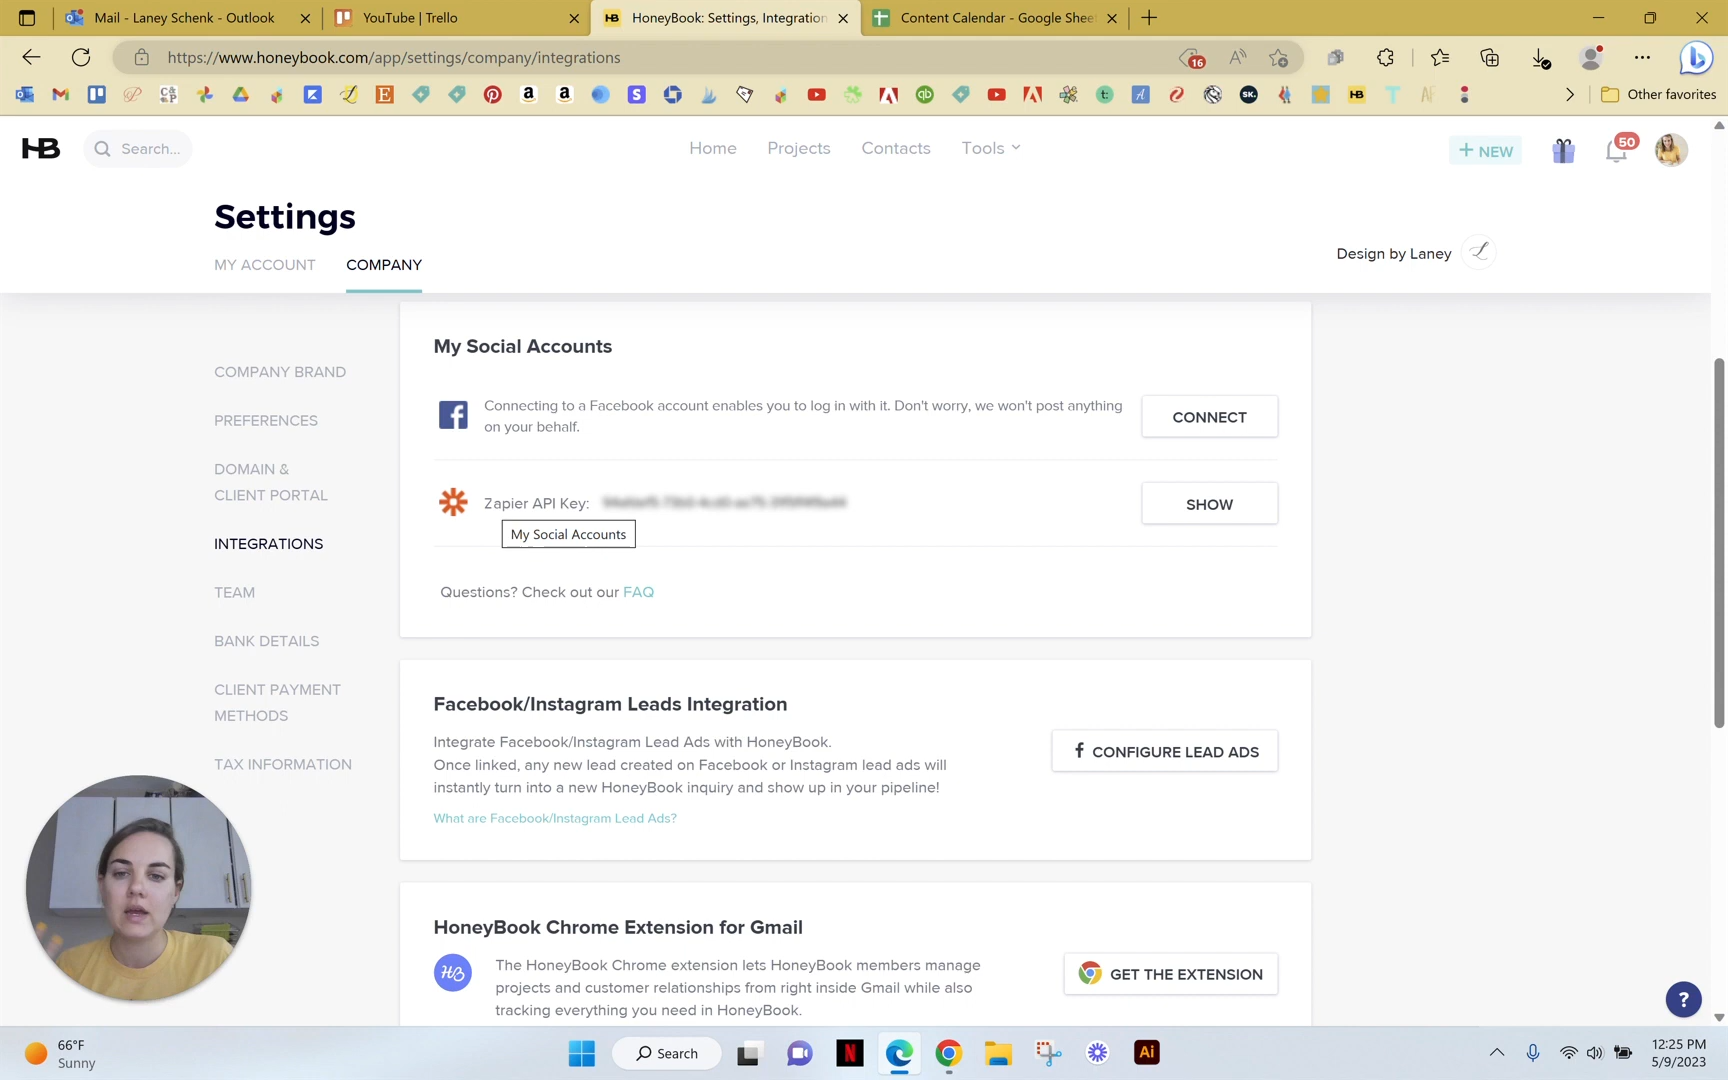 Mail - Laney Schenk - Outlook
YouTube | Trello
HoneyBook: Settings, Integration
Content Calendar - Google Shee
https://www.honeybook.com/app/settings/company/integrations
16
Other favorites
HB
Search...
Home
Projects
Contacts
Tools
+ NEW
50
Settings
MY ACCOUNT
COMPANY
Design by Laney
COMPANY BRAND
PREFERENCES
DOMAIN &
CLIENT PORTAL
INTEGRATIONS
TEAM
BANK DETAILS
CLIENT PAYMENT
METHODS
TAX INFORMATION
My Social Accounts
Connecting to a Facebook account enables you to log in with it. Don't worry, we won't post anything
on your behalf.
CONNECT
Zapier API Key:
SHOW
My Social Accounts
Questions? Check out our FAQ
Facebook/Instagram Leads Integration
Integrate Facebook/Instagram Lead Ads with HoneyBook.
Once linked, any new lead created on Facebook or Instagram lead ads will
instantly turn into a new HoneyBook inquiry and show up in your pipeline!
What are Facebook/Instagram Lead Ads?
CONFIGURE LEAD ADS
HoneyBook Chrome Extension for Gmail
The HoneyBook Chrome extension lets HoneyBook members manage
projects and customer relationships from right inside Gmail while also
tracking everything you need in HoneyBook.
GET THE EXTENSION
?
66°F
Sunny
Search
Ai
12:25 PM
5/9/2023